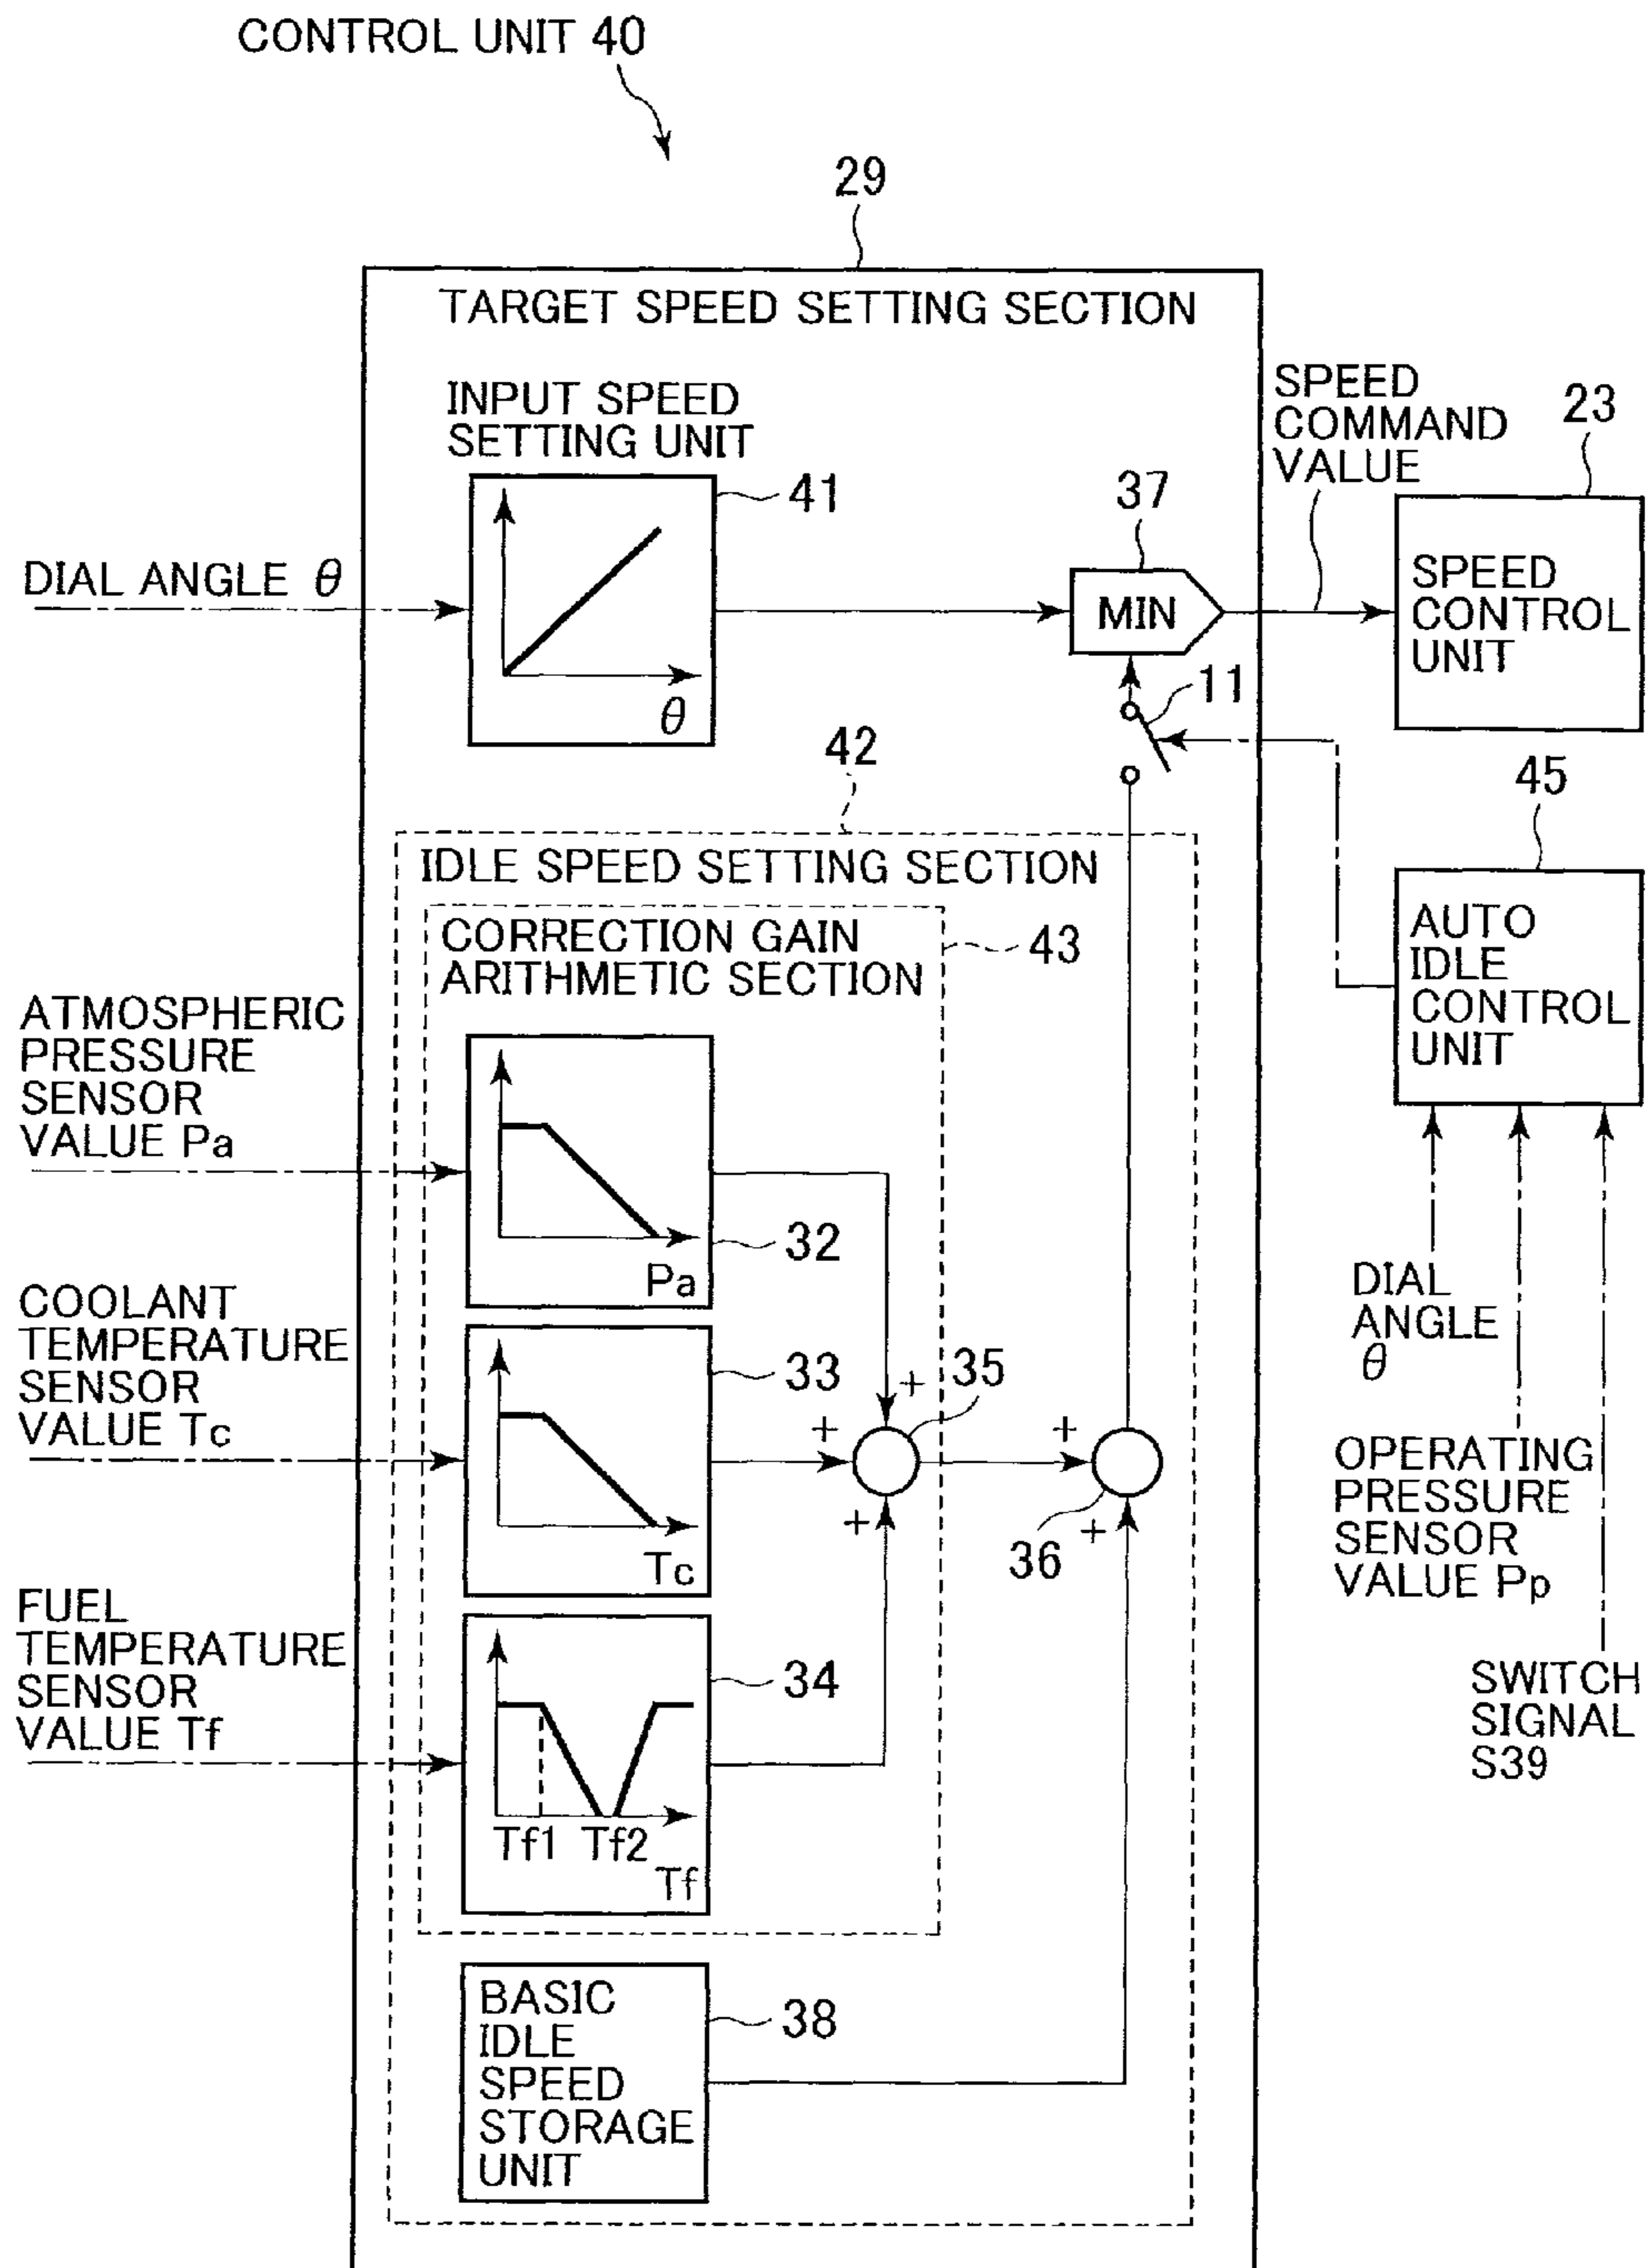 CONTROL UNIT 40
29
TARGET SPEED SETTING SECTION
INPUT SPEED
SETTING UNIT
41
θ
DIAL ANGLE θ
37
MIN
SPEED
COMMAND
VALUE
23
SPEED
CONTROL
UNIT
11
42
45
AUTO
IDLE
CONTROL
UNIT
IDLE SPEED SETTING SECTION
CORRECTION GAIN
ARITHMETIC SECTION
43
ATMOSPHERIC
PRESSURE
SENSOR
VALUE Pa
32
Pa
COOLANT
TEMPERATURE
SENSOR
VALUE Tc
33
Tc
+
+
+
35
+
+
36
DIAL
ANGLE
θ
OPERATING
PRESSURE
SENSOR
VALUE Pp
SWITCH
SIGNAL
S39
FUEL
TEMPERATURE
SENSOR
VALUE Tf
34
Tf1 Tf2
Tf
BASIC
IDLE
SPEED
STORAGE
UNIT
38